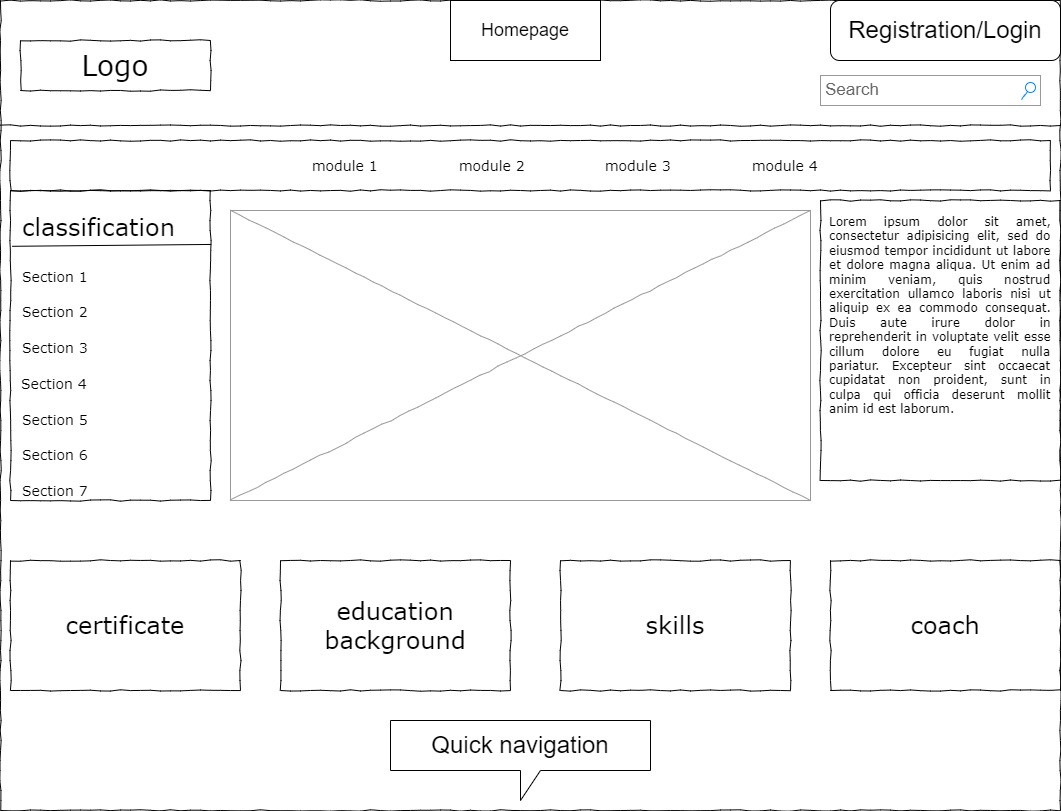 Homepage
Registration/Login
Logo
Search
module 1
module 2
module 3
module 4
classification
Section 1
Section 2
Section 3
Section 4
Section 5
Section 6
Section 7
Lorem ipsum dolor sit amet,
consectetur adipisicing elit, sed do
eiusmod tempor incididunt ut labore
et dolore magna aliqua. Ut enim ad
minim veniam, quis nostrud
exercitation ullamco laboris nisi ut
aliquip ex ea commodo consequat.
Duis aute irure dolor in
reprehenderit in voluptate velit esse
cillum dolore eu fugiat nulla
pariatur. Excepteur sint occaecat
cupidatat non proident, sunt in
culpa qui officia deserunt mollit
anim id est laborum.
certificate
education
background
skills
coach
Quick navigation